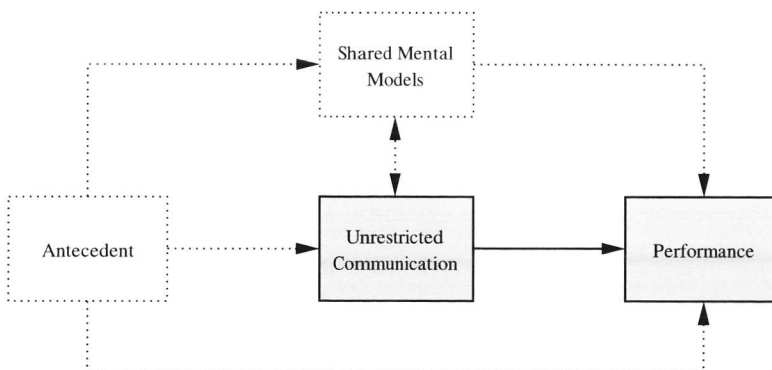 Shared Mental
Models
Antecedent
Unrestricted
Communication
Performance